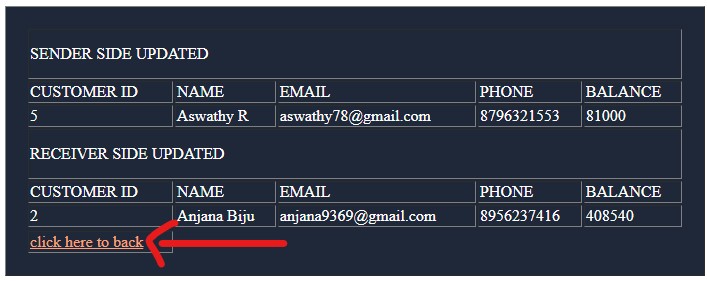 SENDER SIDE UPDATED
CUSTOMER ID NAME EMAIL PHONE BALANCE
5 Aswathy R aswathy78@gmail.com 8796321553 81000
RECEIVER SIDE UPDATED
CUSTOMER ID NAME EMAIL PHONE BALANCE
2 Anjana Biju anjana9369@gmail.com 8956237416 408540
click here to back